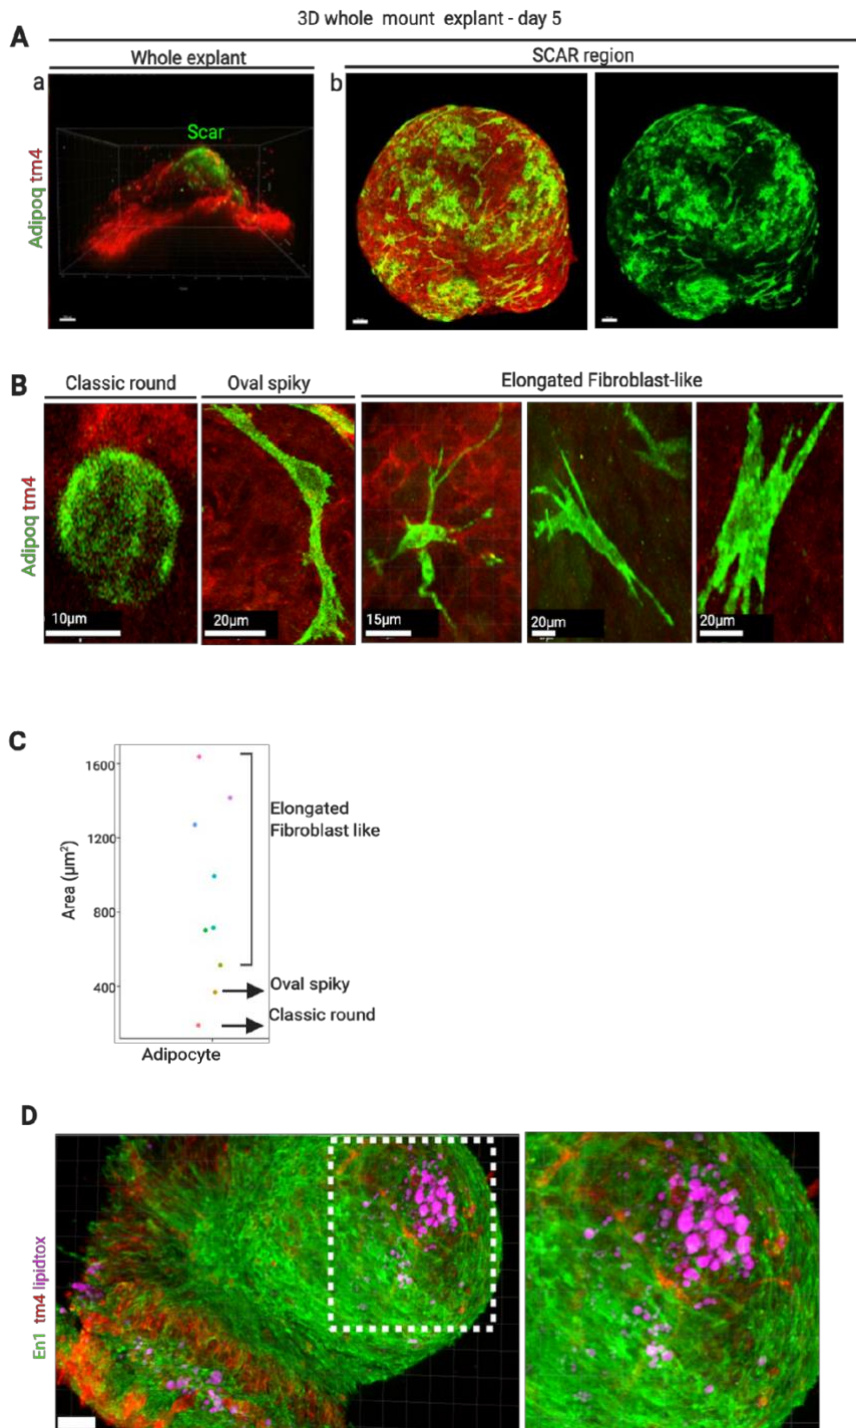 3D whole mount explant - day 5
A
Whole explant
SCAR region
a
b
Scar
Adipoq tm4
B
Classic round
Oval spiky
Elongated Fibroblast-like
Adipoq tm4
10µm
20µm
15µm
20µm
20µm
C
1600
1200
800
400
Area (µm²)
Elongated
Fibroblast like
Oval spiky
Classic round
Adipocyte
D
En1 tm4 lipidtox